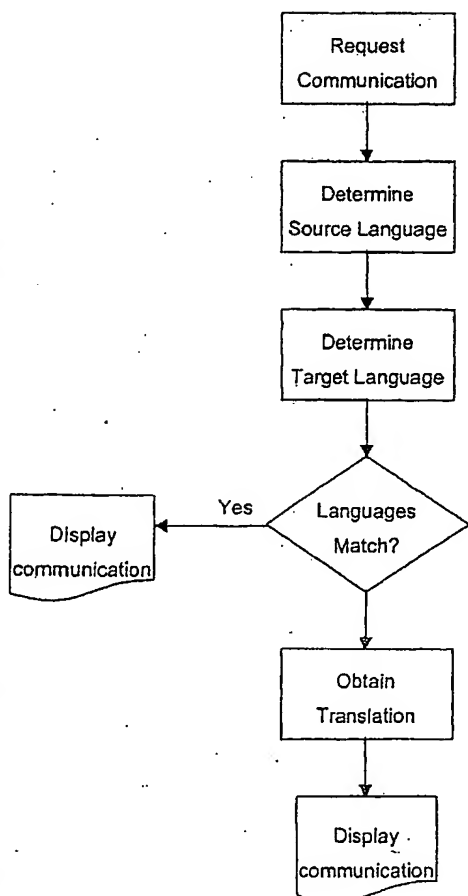 Request
Communication
Determine
Source Language
Determine
Target Language
Languages
Match?
Yes
Display
communication
Obtain
Translation
Display
communication